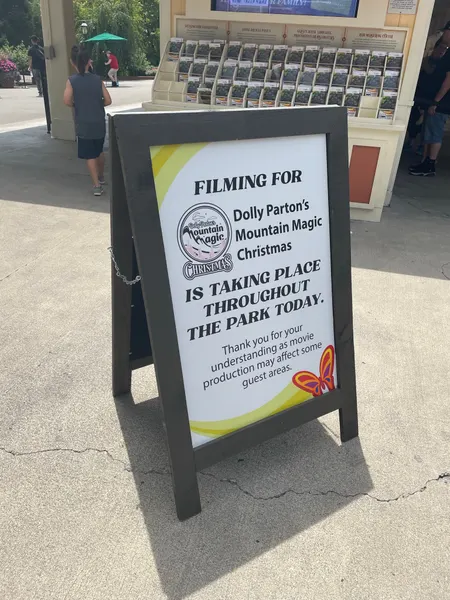 FILMING FOR
Mountain
Magic
CHRISTMAS
Dolly Parton's
Mountain Magic
Christmas
IS TAKING PLACE
THROUGHOUT
THE PARK TODAY.
Thank you for your
understanding as movie
production may affect some
guest areas.